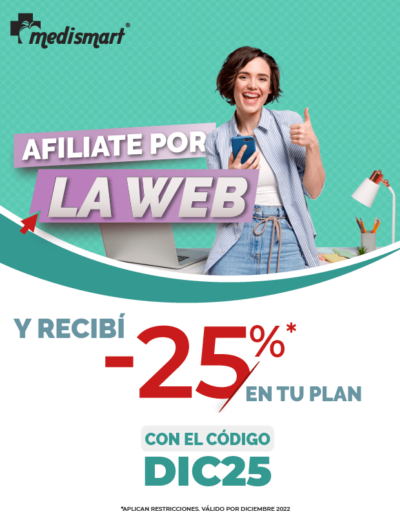 medismart®
AFILIATE POR
LA WEB
Y RECIBÍ
-25%*
EN TU PLAN
CON EL CÓDIGO
DIC25
*APLICAN RESTRICCIONES. VÁLIDO POR DICIEMBRE 2022